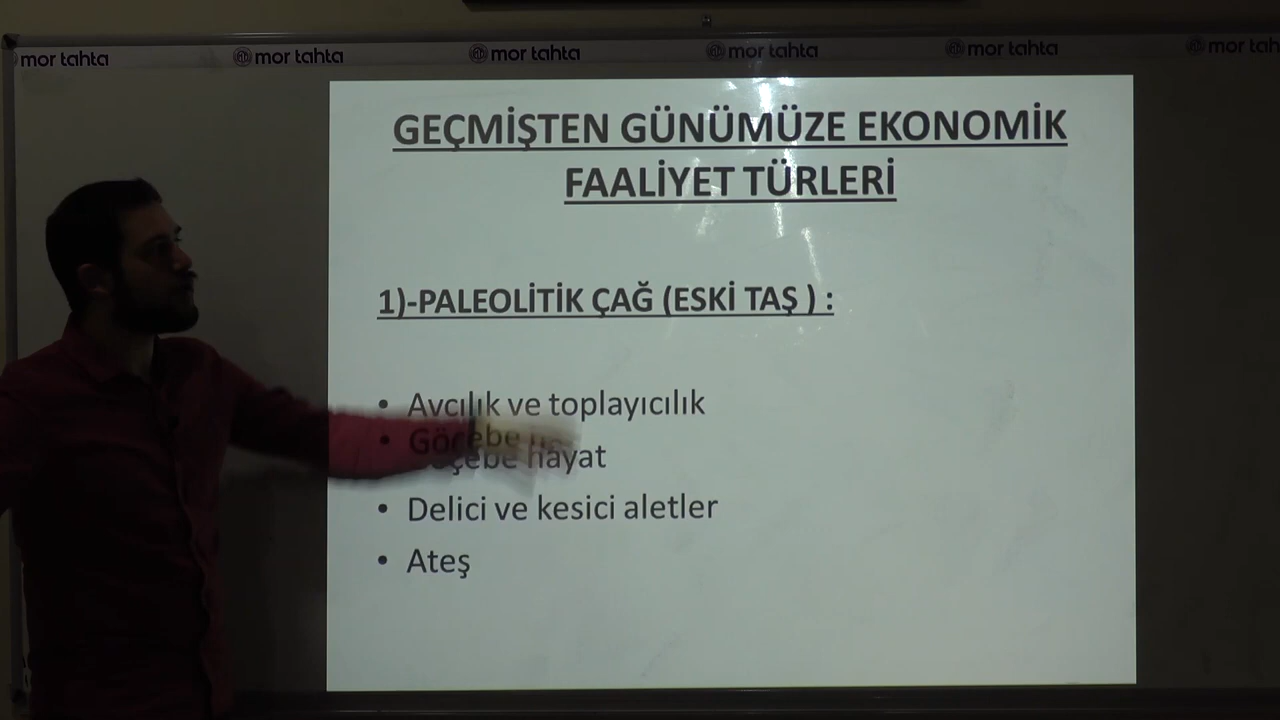 mor tahta mor tahta mor tahta mor tahta mor tahta mor tah
GEÇMİŞTEN GÜNÜMÜZE EKONOMİK
FAALİYET TÜRLERİ
1)-PALEOLİTİK ÇAĞ (ESKİ TAŞ ) :
• Avcılık ve toplayıcılık
• Göçebe hayat
• Delici ve kesici aletler
• Ateş